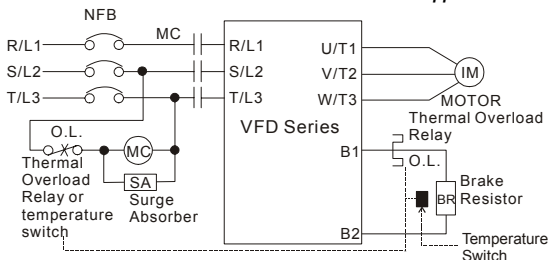 NFB
MC
R/L1
S/L2
T/L3
R/L1
S/L2
T/L3
VFD Series
U/T1
V/T2
W/T3
IM
MOTOR
Thermal Overload
Relay
O.L.
B1
B2
BR
Brake
Resistor
Temperature
Switch
O.L.
MC
SA
Surge
Absorber
Thermal
Overload
Relay or
temperature
switch